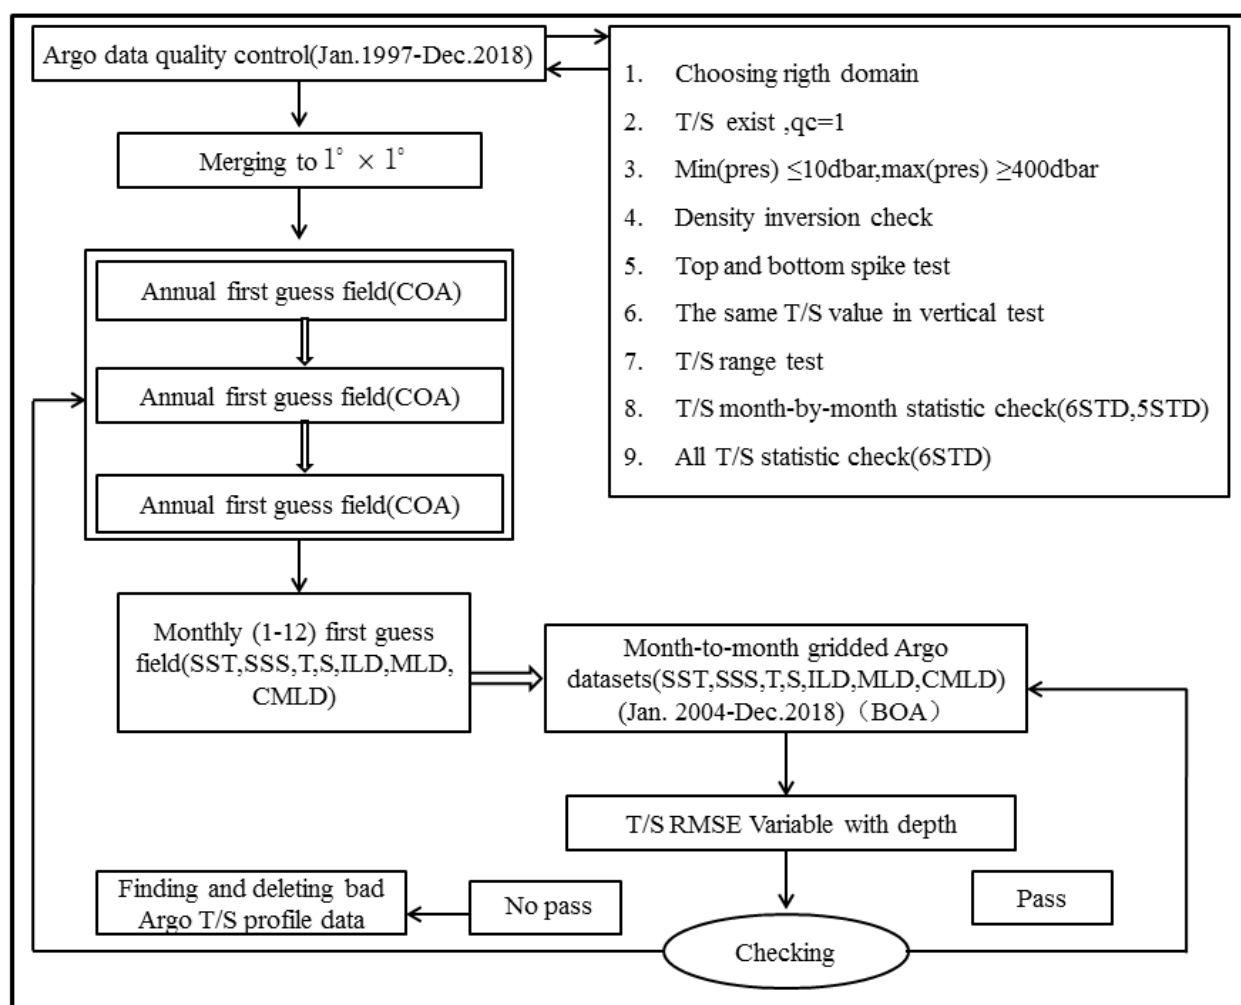 Argo data quality control(Jan.1997-Dec.2018)
Merging to 1° × 1°
Annual first guess field(COA)
Annual first guess field(COA)
Annual first guess field(COA)
1. Choosing rigth domain
2. T/S exist ,qc=1
3. Min(pres) ≤10dbar,max(pres) ≥400dbar
4. Density inversion check
5. Top and bottom spike test
6. The same T/S value in vertical test
7. T/S range test
8. T/S month-by-month statistic check(6STD,5STD)
9. All T/S statistic check(6STD)
Monthly (1-12) first guess
field(SST,SSS,T,S,ILD,MLD,
CMLD)
Month-to-month gridded Argo
datasets(SST,SSS,T,S,ILD,MLD,CMLD)
(Jan. 2004-Dec.2018)（BOA）
T/S RMSE Variable with depth
Finding and deleting bad
Argo T/S profile data
No pass
Pass
Checking